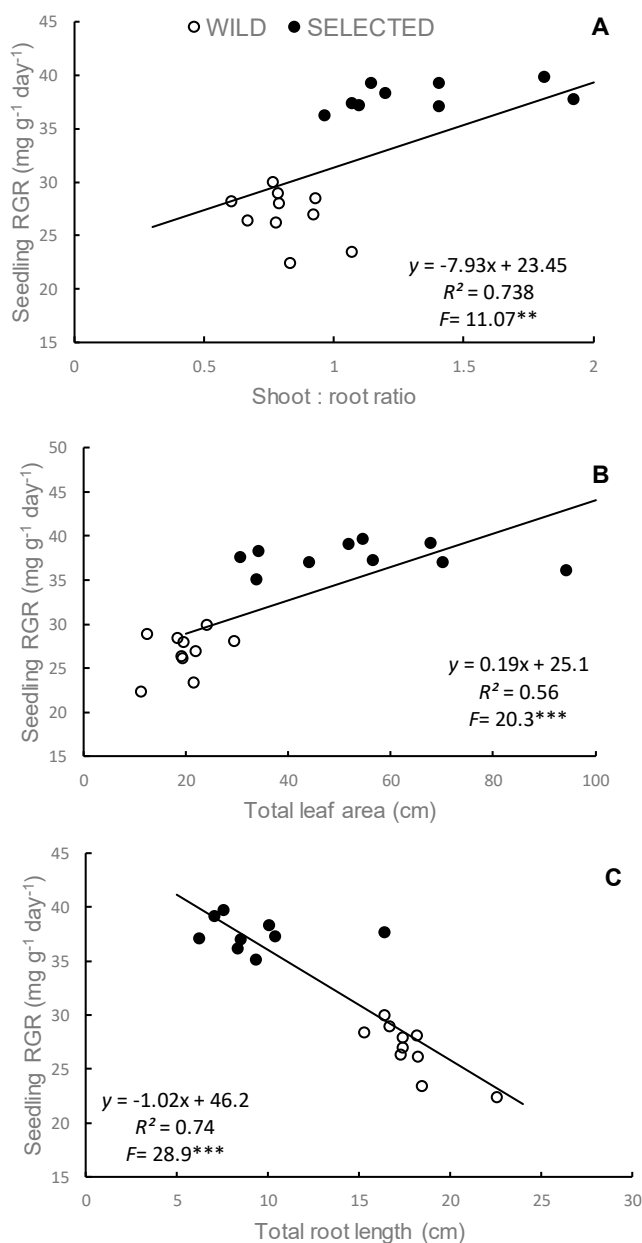 WILD SELECTED
A
45
40
35
30
25
20
15
Seedling RGR (mg g⁻¹ day⁻¹)
y = -7.93x + 23.45
R² = 0.738
F= 11.07**
0 0.5 1 1.5 2
Shoot : root ratio
B
50
45
40
35
30
25
20
15
Seedling RGR (mg g⁻¹ day⁻¹)
y = 0.19x + 25.1
R² = 0.56
F= 20.3***
0 20 40 60 80 100
Total leaf area (cm)
C
45
40
35
30
25
20
15
Seedling RGR (mg g⁻¹ day⁻¹)
y = -1.02x + 46.2
R² = 0.74
F= 28.9***
0 5 10 15 20 25 30
Total root length (cm)